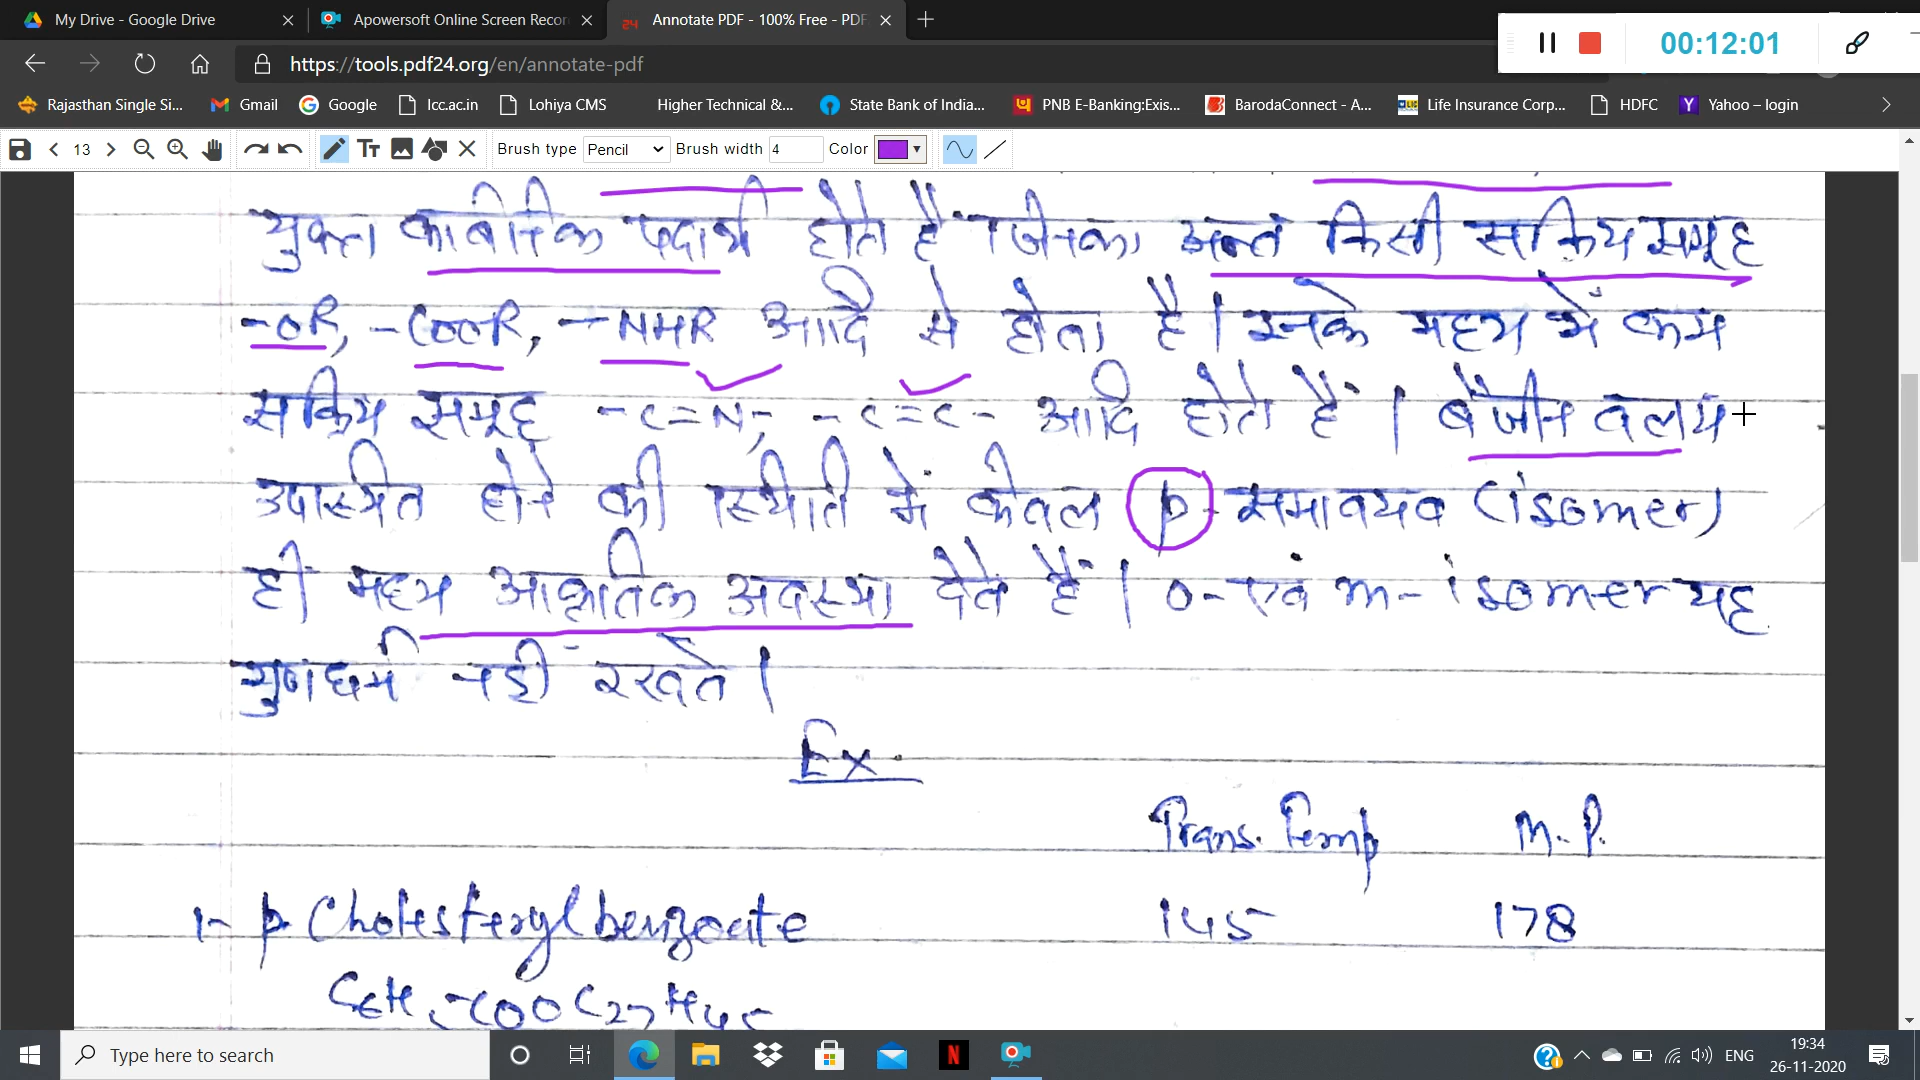 My Drive - Google Drive
Apowersoft Online Screen Recor
Annotate PDF - 100% Free - PDF
00:12:01
https://tools.pdf24.org/en/annotate-pdf
Rajasthan Single Si...
Gmail
Google
lcc.ac.in
Lohiya CMS
Higher Technical &...
State Bank of India...
PNB E-Banking:Exis...
BarodaConnect - A...
Life Insurance Corp...
HDFC
Yahoo – login
13
Brush type Pencil
Brush width 4
Color
युक्त कार्बनिक पदार्थ होते हैं । जिनका अन्त किसी सक्रिय समूह
-OR, -COOR, -NHR आदि से होता है । इनके मध्य में कम
सक्रिय समूह -C=N-, -C=C- आदि होते हैं । बेंजीन वलय
उपस्थित होने की स्थिती में केवल p- समावयव (isomer)
ही मध्य अवस्था देते हैं । o- एवं m- isomer यह
गुणधर्म नहीं रखते ।
Ex.
Trans. Temp M.P.
1- p Cholesterylbenzoate 145 178
C6H5-COOC27H45
Type here to search
ENG
19:34
26-11-2020